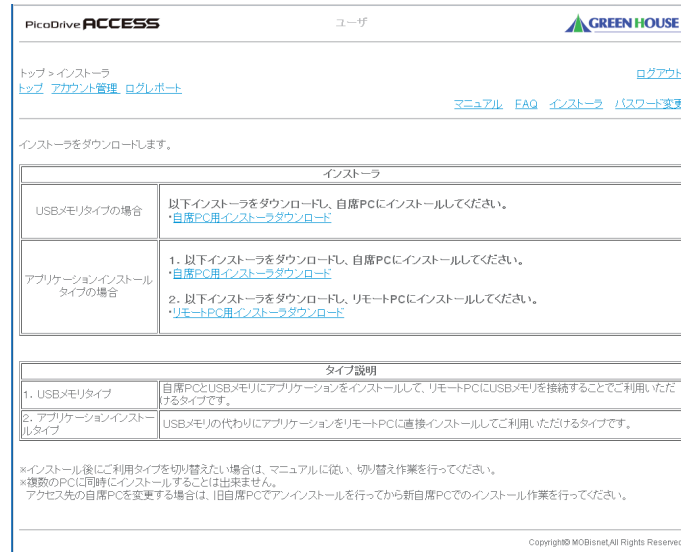 PicoDrive ACCESS
ユーザ
GREEN HOUSE
トップ > インストーラ
ログアウト
トップ アカウント管理 ログレポート
マニュアル FAQ インストーラ パスワード変更
インストーラをダウンロードします。
インストーラ
USBメモリタイプの場合
以下インストーラをダウンロードし、自席PCにインストールしてください。
・自席PC用インストーラダウンロード
アプリケーションインストール
タイプの場合
1. 以下インストーラをダウンロードし、自席PCにインストールしてください。
・自席PC用インストーラダウンロード
2. 以下インストーラをダウンロードし、リモートPCにインストールしてください。
・リモートPC用インストーラダウンロード
タイプ説明
1. USBメモリタイプ
自席PCとUSBメモリにアプリケーションをインストールして、リモートPCにUSBメモリを接続することでご利用いただ
けるタイプです。
2. アプリケーションインストー
ルタイプ
USBメモリの代わりにアプリケーションをリモートPCに直接インストールしてご利用いただけるタイプです。
※インストール後にご利用タイプを切り替えたい場合は、マニュアルに従い、切り替え作業を行ってください。
※複数のPCに同時にインストールすることは出来ません。
アクセス先の自席PCを変更する場合は、旧自席PCでアンインストールを行ってから新自席PCでのインストール作業を行ってください。
Copyright© MOBisnet,All Rights Reserved